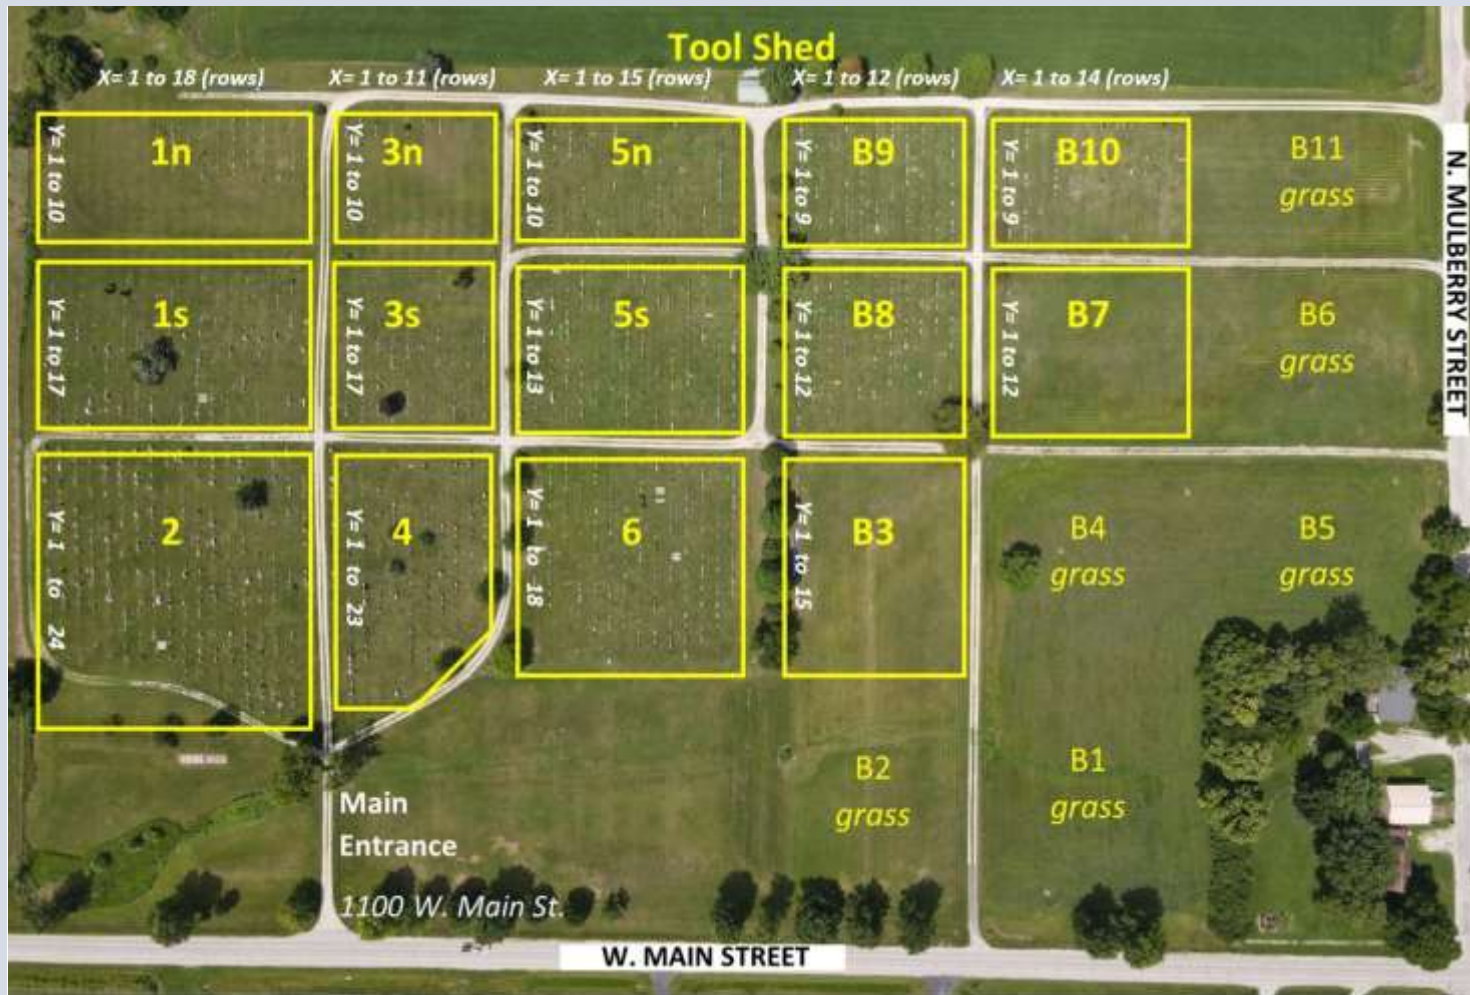 Tool Shed
X= 1 to 18 (rows)
X= 1 to 11 (rows)
X= 1 to 15 (rows)
X= 1 to 12 (rows)
X= 1 to 14 (rows)
Y= 1 to 10
1n
Y= 1 to 10
3n
Y= 1 to 10
5n
Y= 1 to 9
B9
Y= 1 to 9
B10
B11
grass
N. MULBERRY STREET
Y= 1 to 17
1s
Y= 1 to 17
3s
Y= 1 to 13
5s
Y= 1 to 12
B8
Y= 1 to 12
B7
B6
grass
Y= 1 to 24
2
Y= 1 to 23
4
Y= 1 to 18
6
Y= 1 to 15
B3
B4
grass
B5
grass
B2
grass
B1
grass
Main
Entrance
1100 W. Main St.
W. MAIN STREET